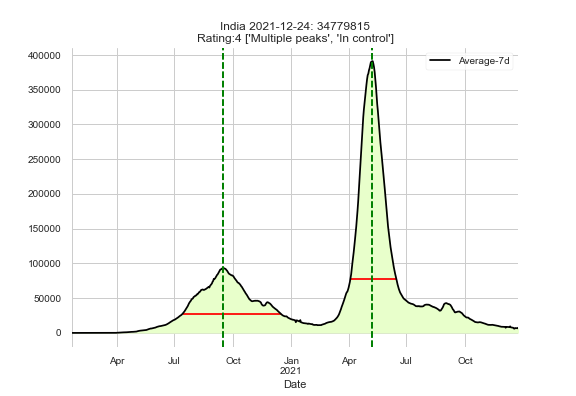 India 2021-12-24: 34779815
Rating:4 ['Multiple peaks', 'In control']
Average-7d
400000
350000
300000
250000
200000
150000
100000
50000
0
Apr Jul Oct Jan Apr Jul Oct
2021
Date